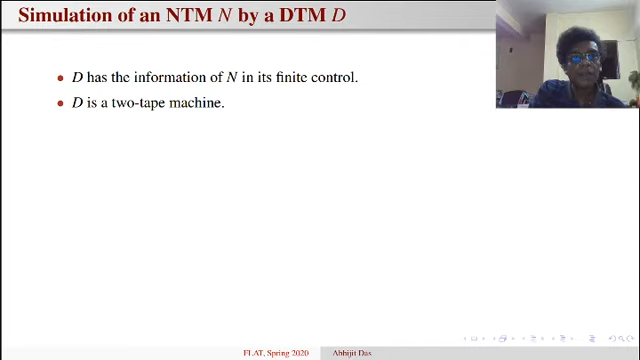 Simulation of an NTM N by a DTM D
• D has the information of N in its finite control.
• D is a two-tape machine.
FLAT, Spring 2020 Abhijit Das